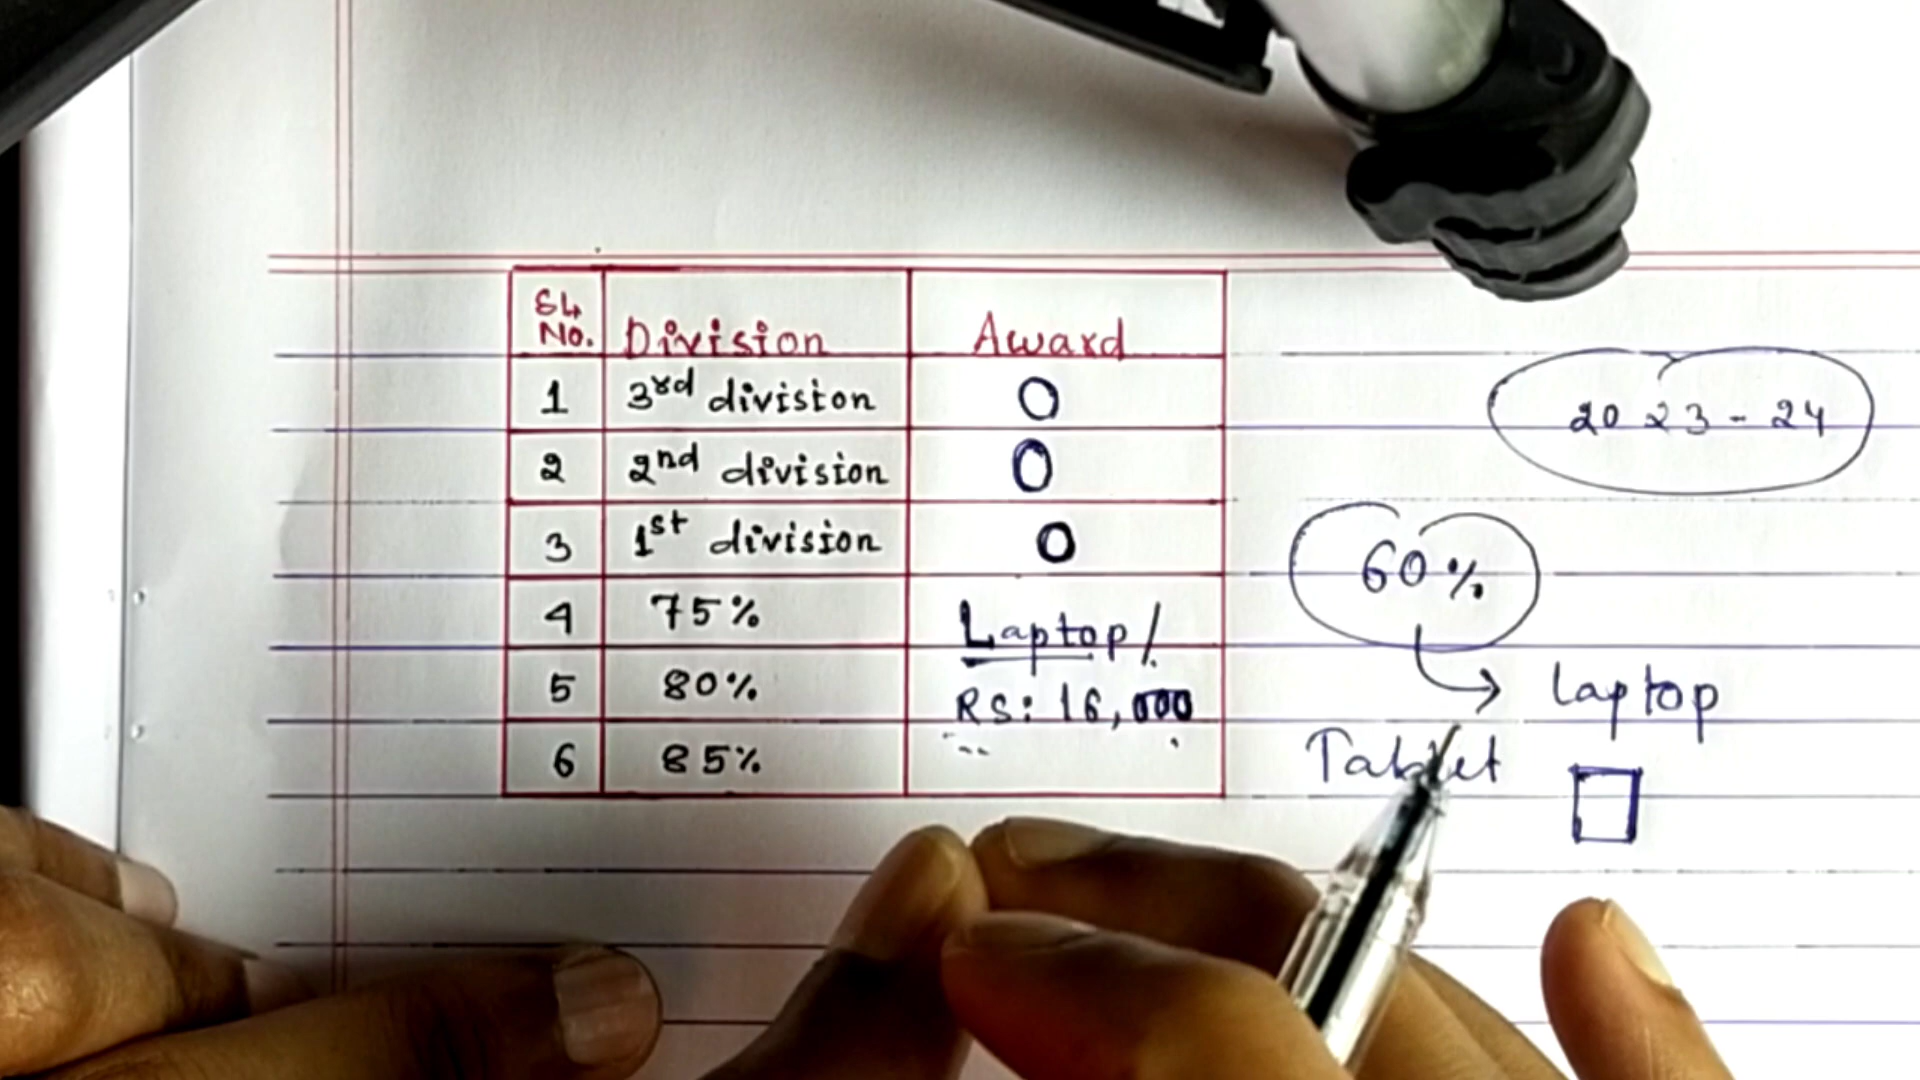 SL
No. Division Award
1 3rd division 0
2 2nd division 0
3 1st division 0
4 75% Laptop/
5 80% RS: 16,000
6 85%
2023-24
60%
laptop
Tablet